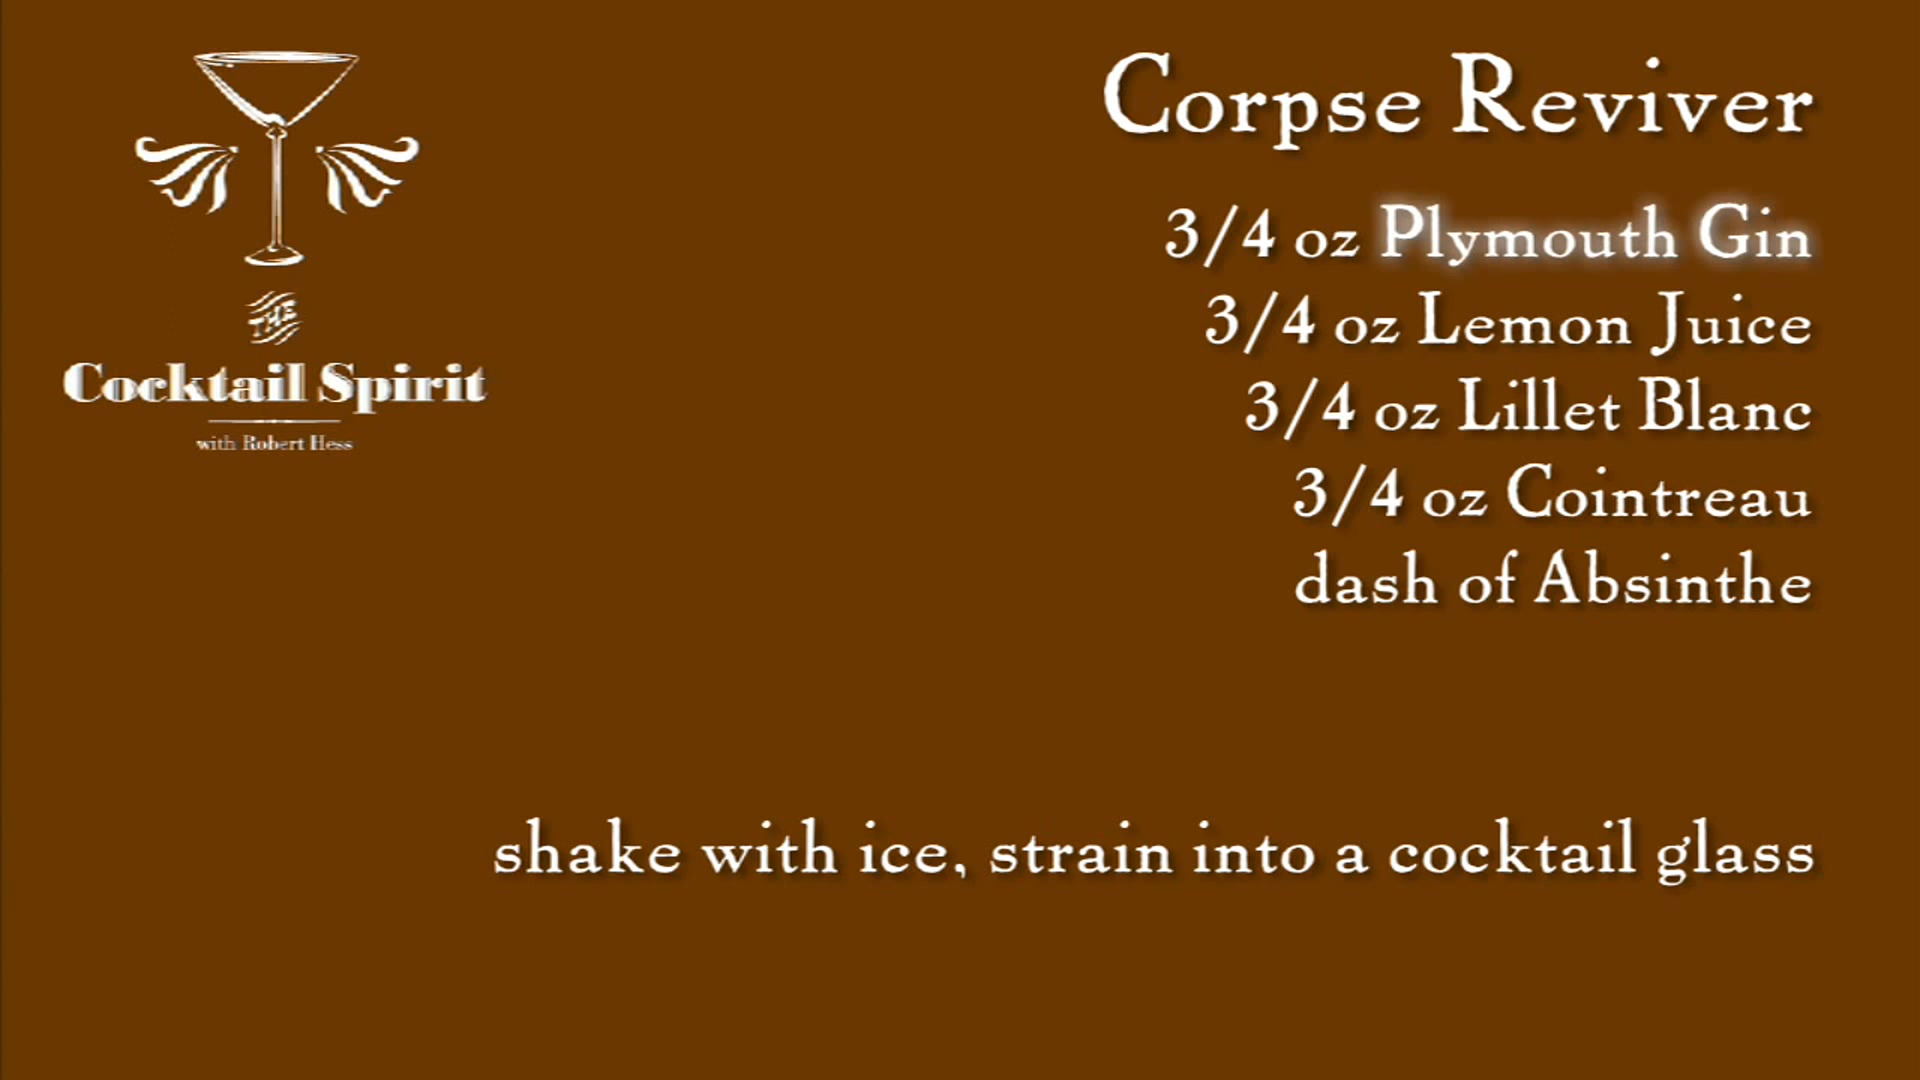 THE
Cocktail Spirit
with Robert Hess
Corpse Reviver
3/4 oz Plymouth Gin
3/4 oz Lemon Juice
3/4 oz Lillet Blanc
3/4 oz Cointreau
dash of Absinthe
shake with ice, strain into a cocktail glass